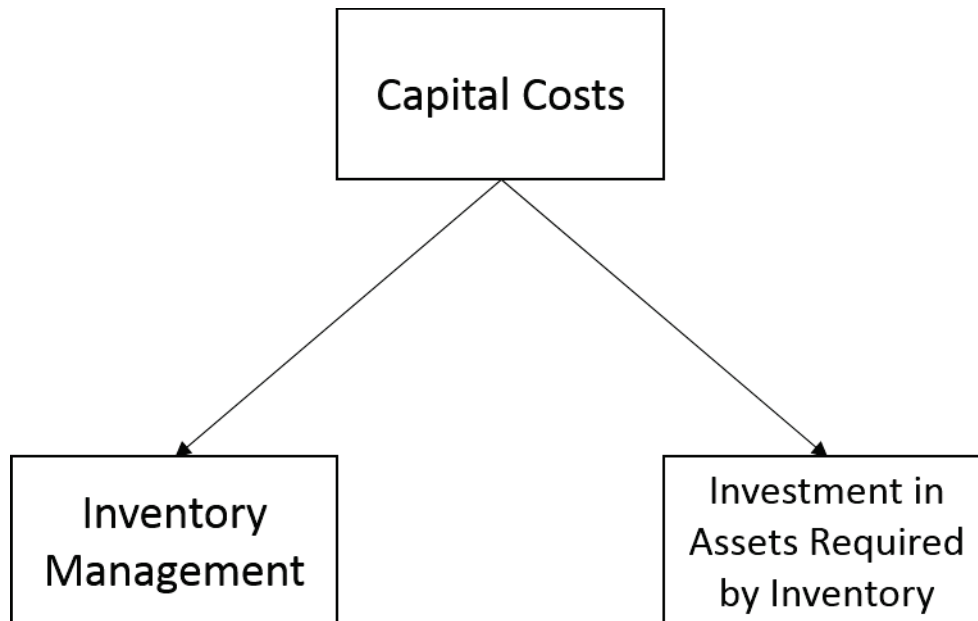 Capital Costs
Inventory
Management
Investment in
Assets Required
by Inventory